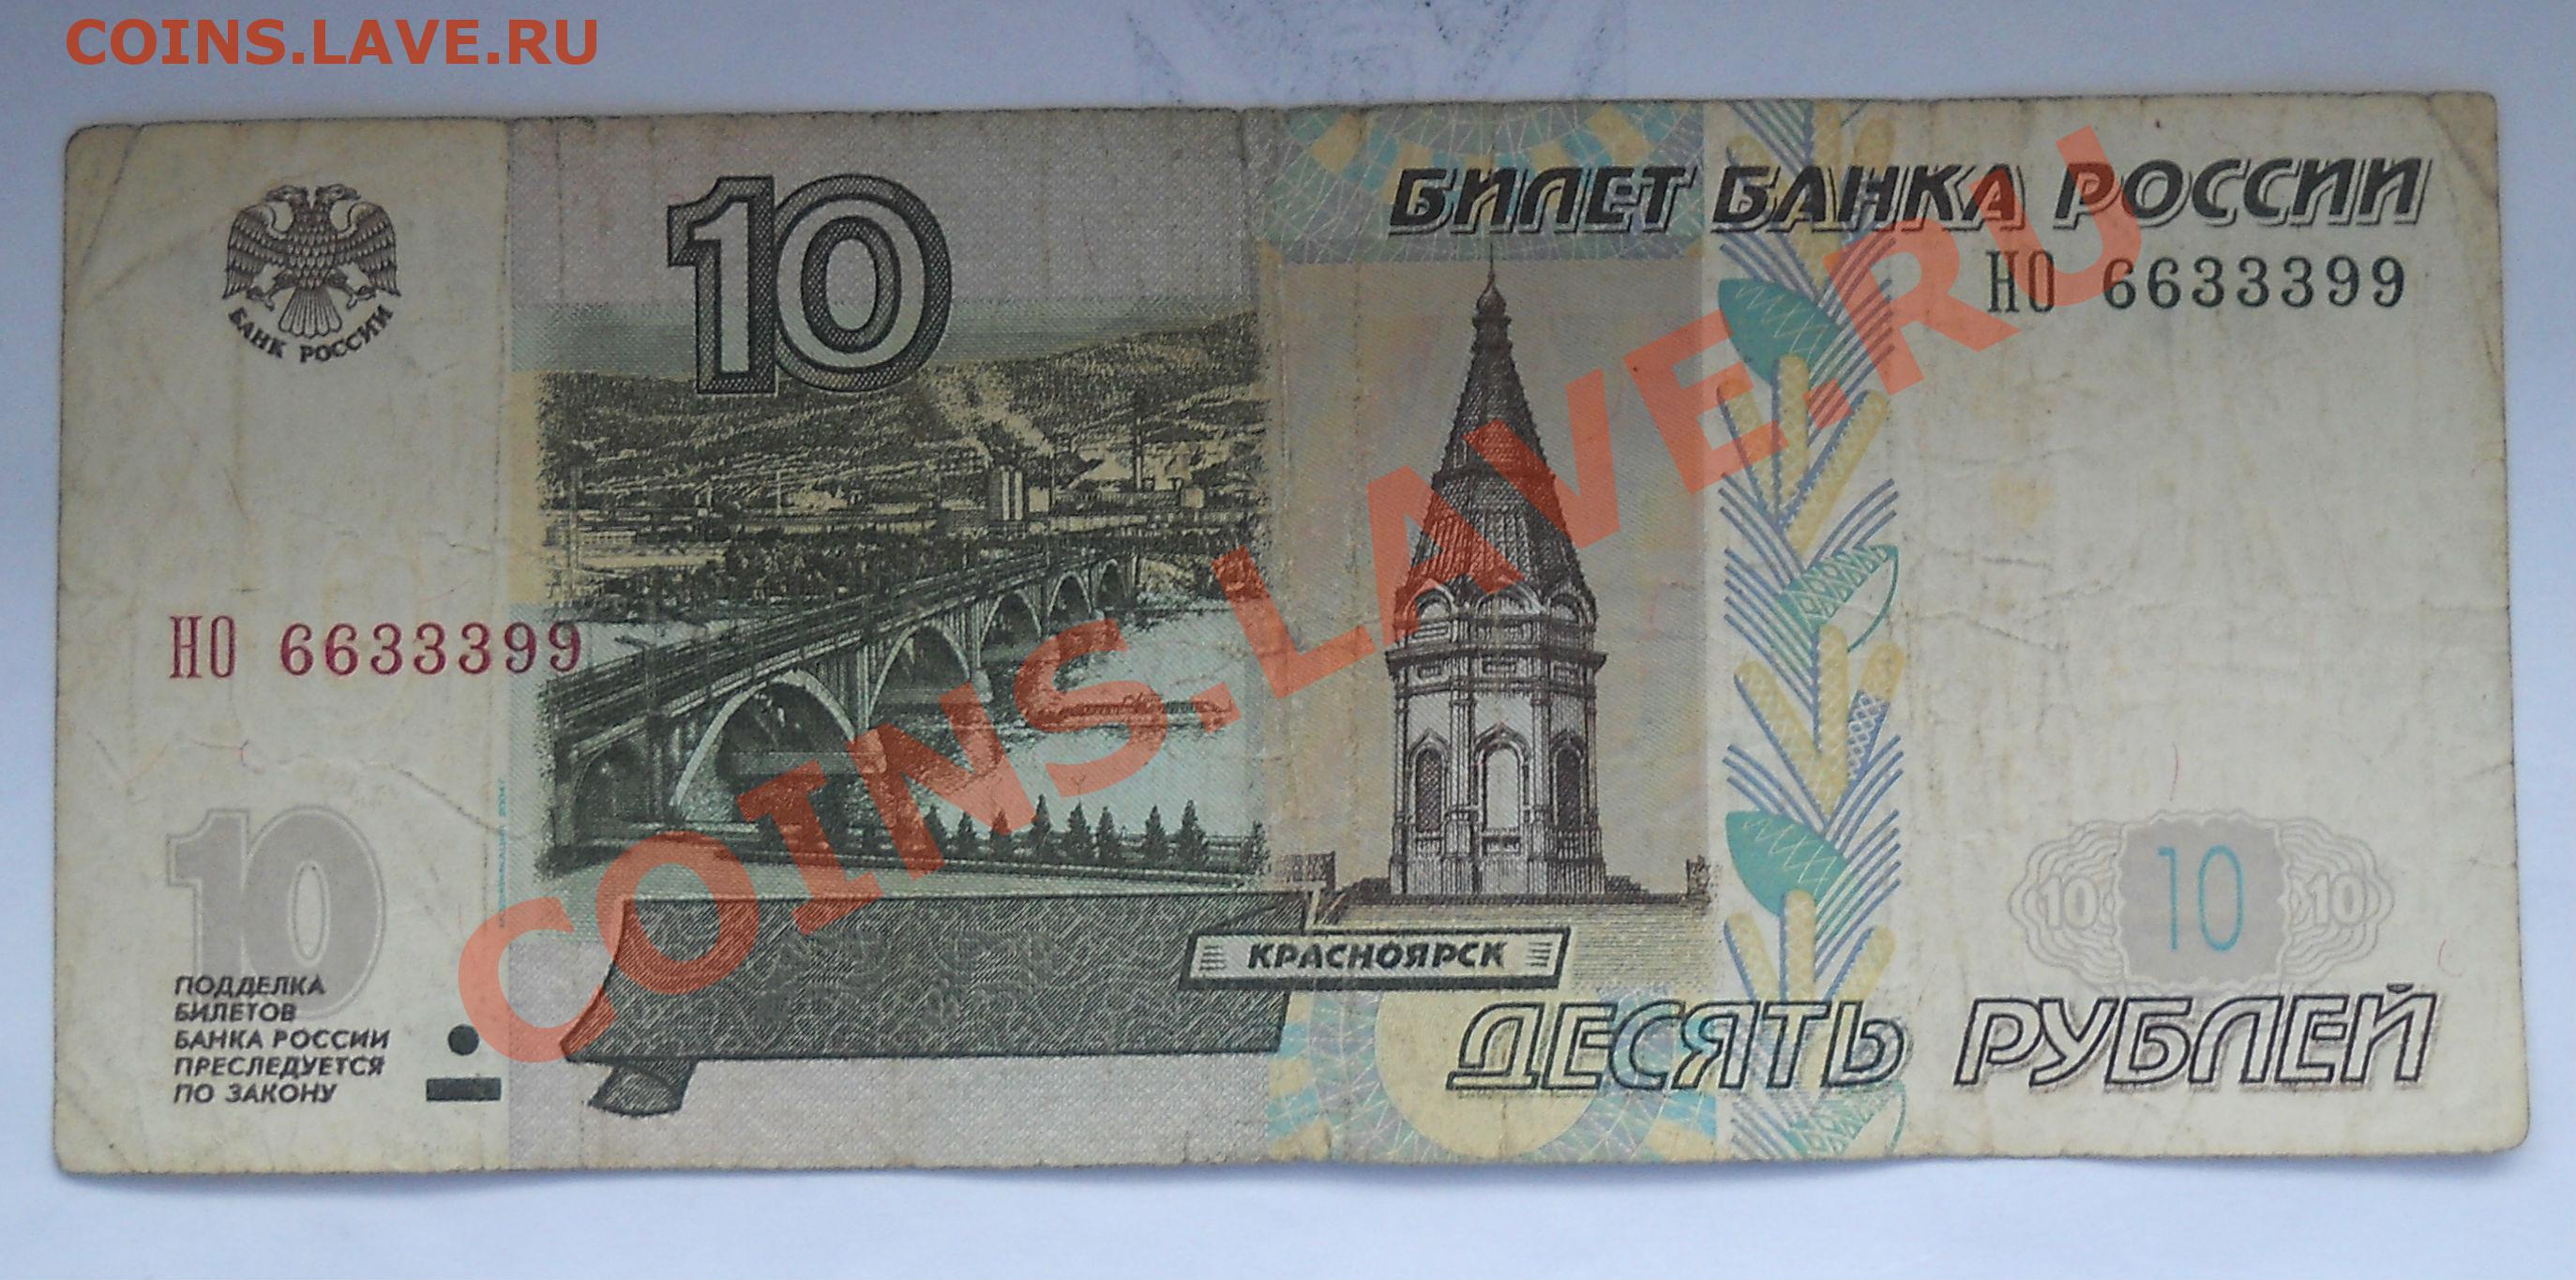 COINS.LAVE.RU
БАНК РОССИИ
10
БИЛЕТ БАНКА РОССИИ
НО 6633399
НО 6633399
COINS.LAVE.RU
10
ПОДДЕЛКА
БИЛЕТОВ
БАНКА РОССИИ
ПРЕСЛЕДУЕТСЯ
ПО ЗАКОНУ
КРАСНОЯРСК
10 10 10
ДЕСЯТЬ РУБЛЕЙ